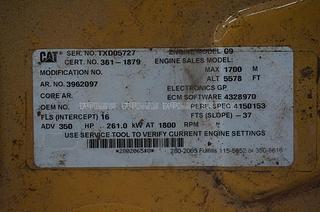 CAT SER. NO. TXD05727 ENGINE MODEL C9
CERT. NO. 361-1879 ENGINE SALES MODEL:
MODIFICATION NO. MAX 1700 M
ALT 5578 FT
AR. NO. 3962097 ELECTRONICS GP
CORE AR. ECM SOFTWARE 4328970
OEM NO. PERF. SPEC 4150153
FLS (INTERCEPT) 16 FTS (SLOPE) -37
ADV 350 HP 261.0 kW AT 1800 RPM
USE SERVICE TOOL TO VERIFY CURRENT ENGINE SETTINGS